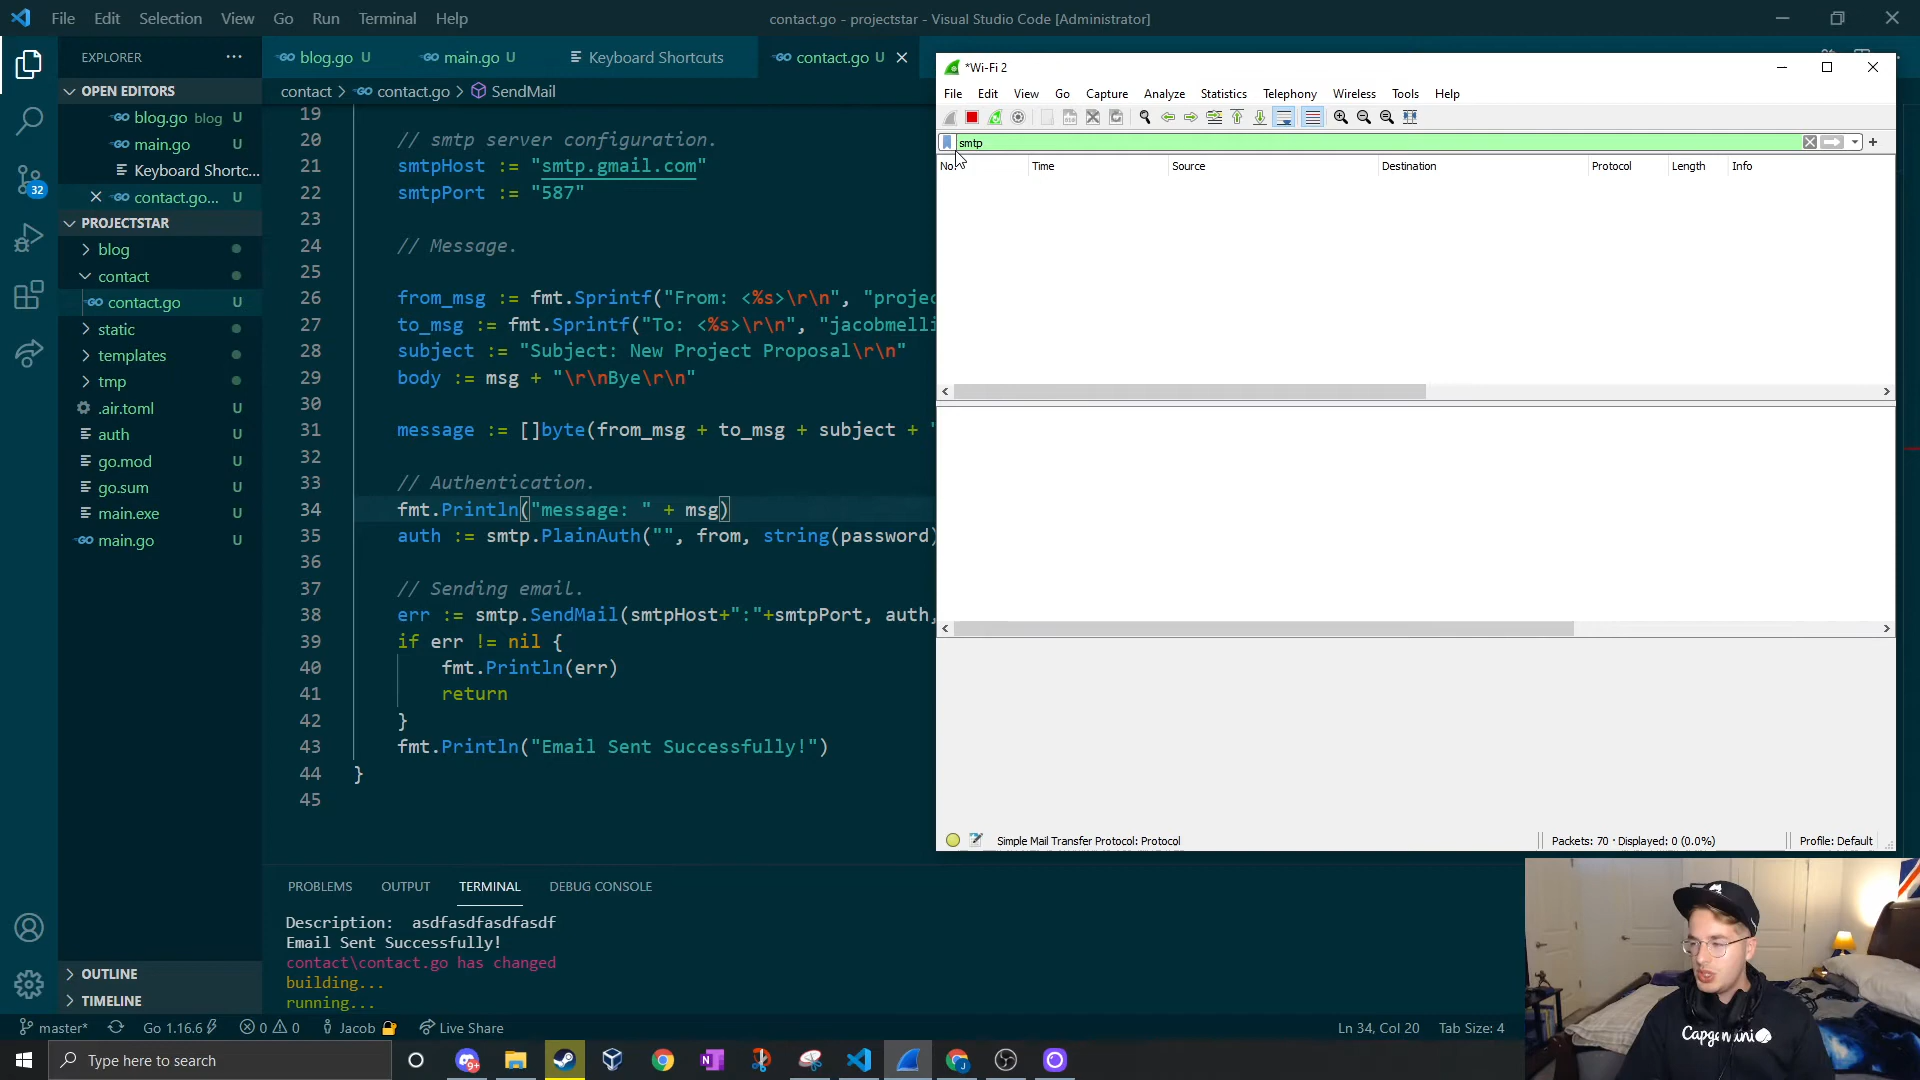 File Edit Selection View Go Run Terminal Help
contact.go - projectstar - Visual Studio Code [Administrator]
EXPLORER
OPEN EDITORS
blog.go blog U
main.go U
Keyboard Shortc...
contact.go... U
32
PROJECTSTAR
blog
contact
contact.go U
static
templates
tmp
.air.toml U
auth U
go.mod U
go.sum U
main.exe U
main.go U
OUTLINE
TIMELINE
blog.go U
main.go U
Keyboard Shortcuts
contact.go U
contact > contact.go > SendMail
19
20 // smtp server configuration.
21 smtpHost := "smtp.gmail.com"
22 smtpPort := "587"
23
24 // Message.
25
26 from_msg := fmt.Sprintf("From: <%s>\r\n", "projec
27 to_msg := fmt.Sprintf("To: <%s>\r\n", "jacobmelli
28 subject := "Subject: New Project Proposal\r\n"
29 body := msg + "\r\nBye\r\n"
30
31 message := []byte(from_msg + to_msg + subject + "
32
33 // Authentication.
34 fmt.Println("message: " + msg)
35 auth := smtp.PlainAuth("", from, string(password)
36
37 // Sending email.
38 err := smtp.SendMail(smtpHost+":"+smtpPort, auth,
39 if err != nil {
40 fmt.Println(err)
41 return
42 }
43 fmt.Println("Email Sent Successfully!")
44 }
45
PROBLEMS OUTPUT TERMINAL DEBUG CONSOLE
Description: asdfasdfasdfasdf
Email Sent Successfully!
contact\contact.go has changed
building...
running...
*Wi-Fi 2
File Edit View Go Capture Analyze Statistics Telephony Wireless Tools Help
smtp
No. Time Source Destination Protocol Length Info
Simple Mail Transfer Protocol: Protocol
Packets: 70 · Displayed: 0 (0.0%)
Profile: Default
Capgemini
master* Go 1.16.6 0 0 Jacob Live Share
Ln 34, Col 20 Tab Size: 4
Type here to search